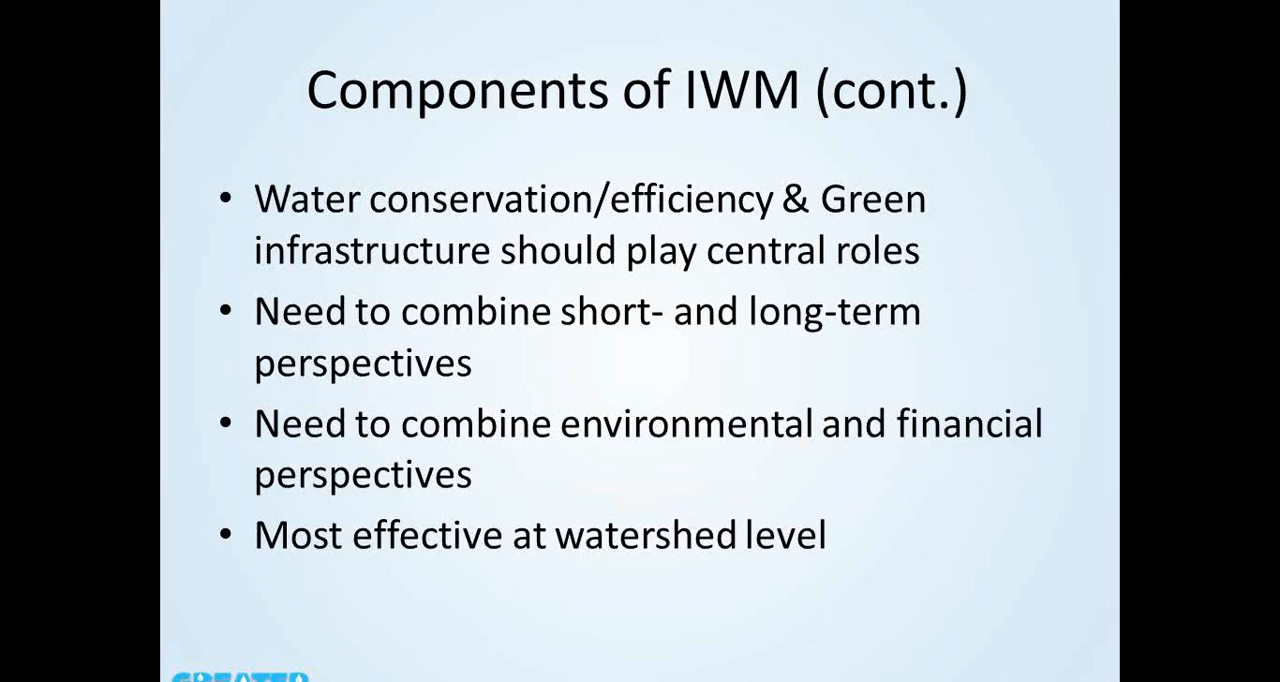 Components of IWM (cont.)
• Water conservation/efficiency & Green
infrastructure should play central roles
• Need to combine short- and long-term
perspectives
• Need to combine environmental and financial
perspectives
• Most effective at watershed level
GREATER